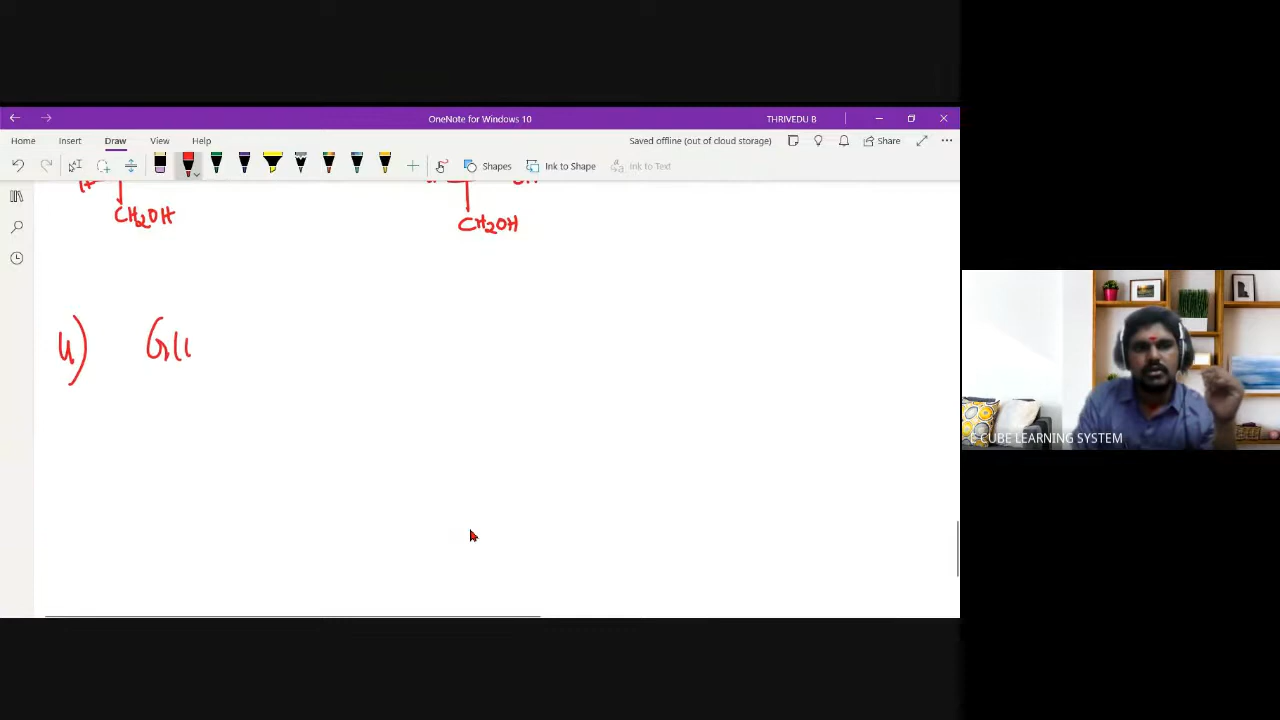 OneNote for Windows 10
THRIVEDU B
Home Insert Draw View Help
Saved offline (out of cloud storage)
Share
Shapes
Ink to Shape
Ink to Text
CH2OH
CH2OH
4) Glu
CUBE LEARNING SYSTEM